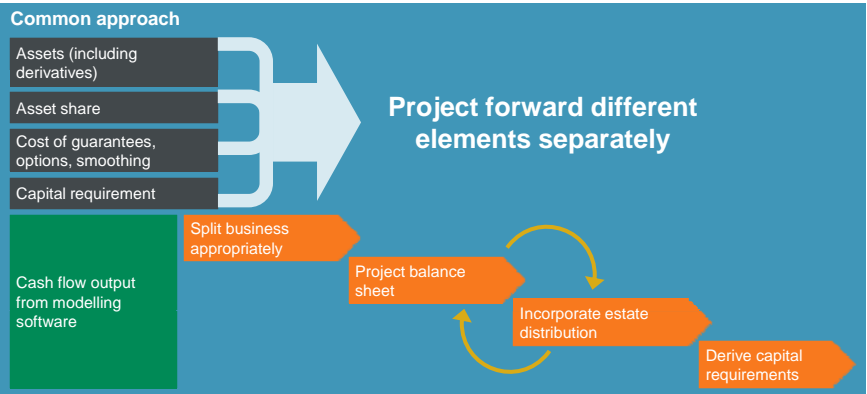 Common approach
Assets (including
derivatives)
Asset share
Cost of guarantees,
options, smoothing
Capital requirement
Project forward different
elements separately
Cash flow output
from modelling
software
Split business
appropriately
Project balance
sheet
Incorporate estate
distribution
Derive capital
requirements